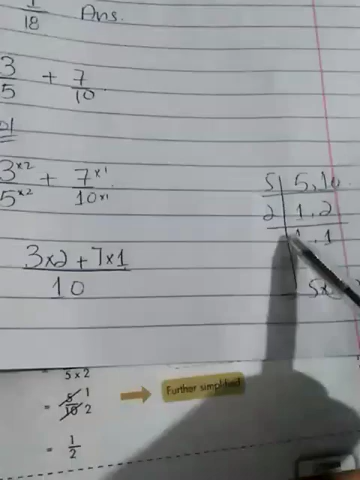 1/18 Ans.
3/5 + 7/10
3×2/5×2 + 7×1/10×1
5 | 5, 10
2 | 1, 2
1, 1
3×2 + 7×1
10
5×
5 × 2
= 5/10 1/2
Further simplified
= 1/2